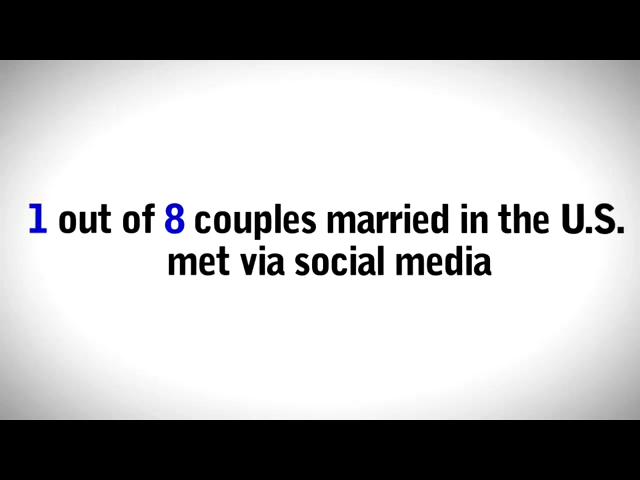 1 out of 8 couples married in the U.S.
met via social media